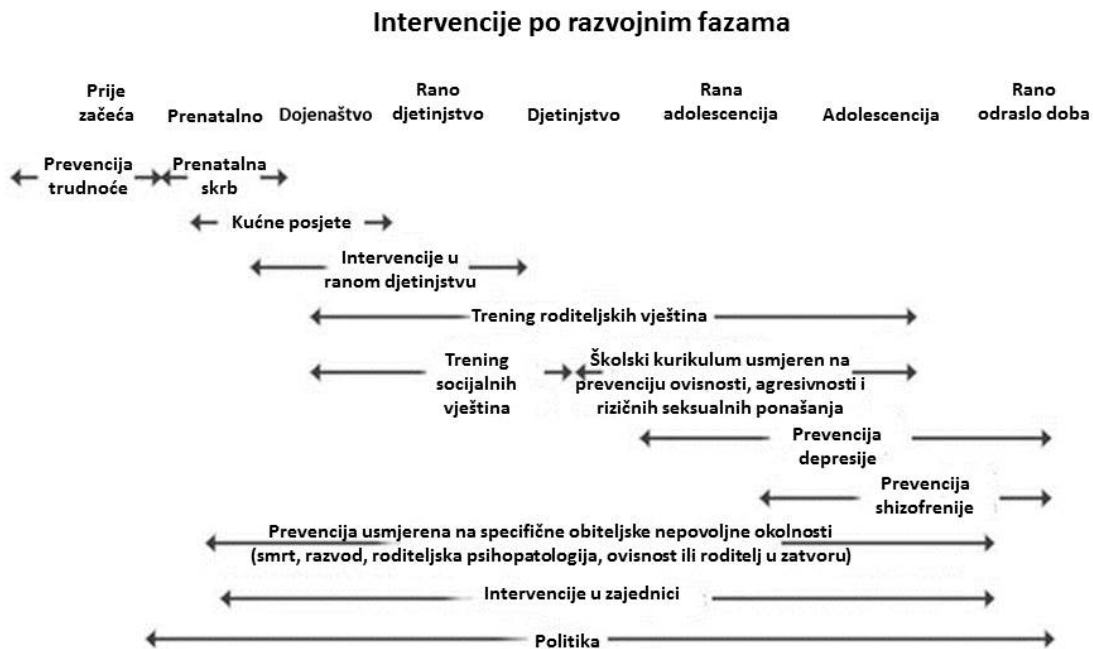 Intervencije po razvojnim fazama
Prije
začeća
Prenatalno
Dojenaštvo
Rano
djetinjstvo
Djetinjstvo
Rana
adolescencija
Adolescencija
Rano
odraslo doba
Prevencija
trudnoće
Prenatalna
skrb
Kućne posjete
Intervencije u
ranom djetinjstvu
Trening roditeljskih vještina
Trening
socijalnih
vještina
Školski kurikulum usmjeren na
prevenciju ovisnosti, agresivnosti i
rizičnih seksualnih ponašanja
Prevencija
depresije
Prevencija
shizofrenije
Prevencija usmjerena na specifične obiteljske nepovoljne okolnosti
(smrt, razvod, roditeljska psihopatologija, ovisnost ili roditelj u zatvoru)
Intervencije u zajednici
Politika